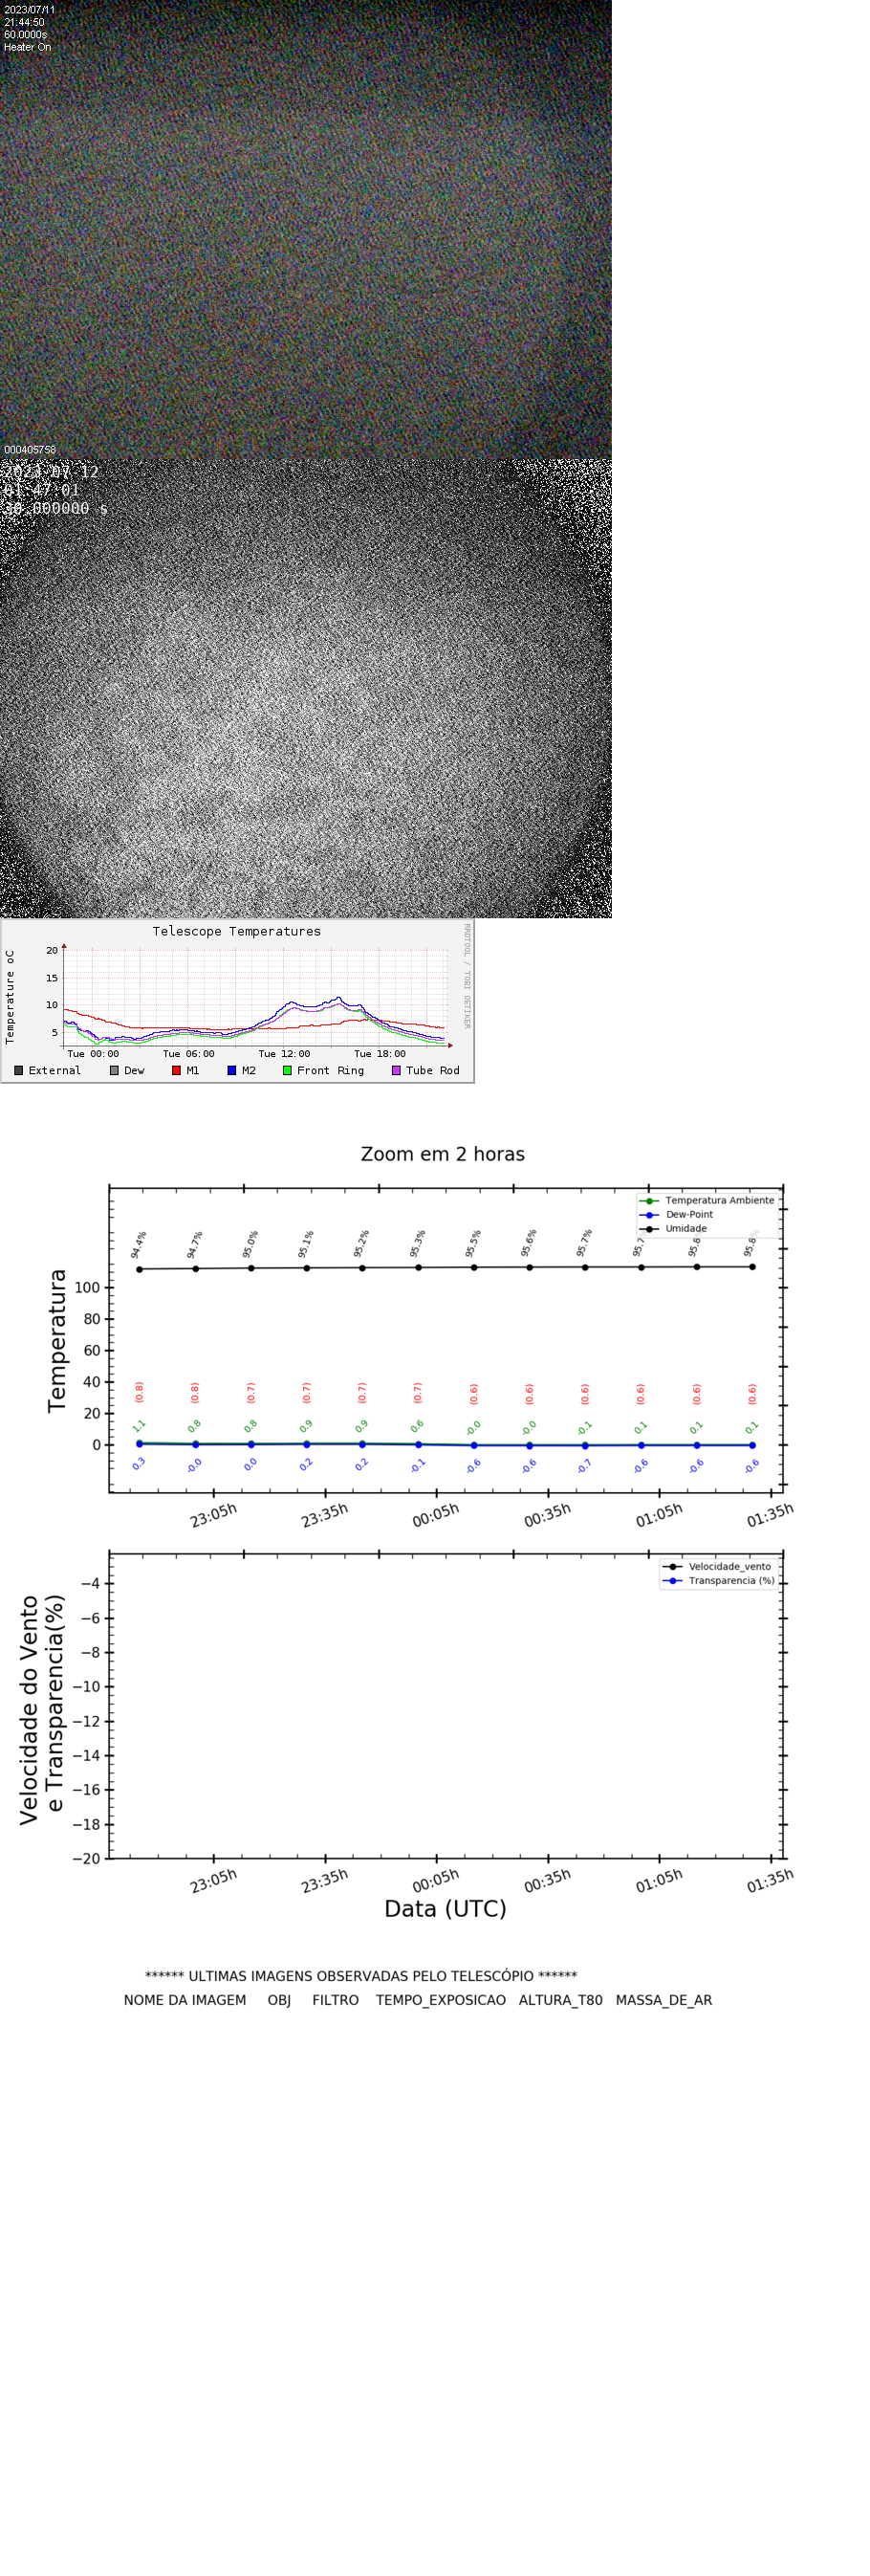 2023/07/11
21:44:50
60.0000s
Heater On
000405758
01:47:01
30.000000 s
Telescope Temperatures
RRDTOOL / TOBI OETIKER
Temperature oC
20
15
10
5
Tue 00:00 Tue 06:00 Tue 12:00 Tue 18:00
External Dew M1 M2 Front Ring Tube Rod
Zoom em 2 horas
Temperatura Ambiente
Dew-Point
Umidade
94.4% 94.7% 95.0% 95.1% 95.2% 95.3% 95.5% 95.6% 95.7% 95.7 95.8 95.8%
Temperatura
100
80
60
40
20
0
(0.8) (0.8) (0.7) (0.7) (0.7) (0.7) (0.6) (0.6) (0.6) (0.6) (0.6) (0.6)
1.1 0.8 0.8 0.9 0.9 0.6 -0.0 -0.0 -0.1 0.1 0.1 0.1
0.3 -0.0 0.0 0.2 0.2 -0.1 -0.6 -0.6 -0.7 -0.6 -0.6 -0.6
23:05h 23:35h 00:05h 00:35h 01:05h 01:35h
Velocidade_vento
Transparencia (%)
Velocidade do Vento
e Transparencia(%)
−4
−6
−8
−10
−12
−14
−16
−18
−20
23:05h 23:35h 00:05h 00:35h 01:05h 01:35h
Data (UTC)
****** ULTIMAS IMAGENS OBSERVADAS PELO TELESCÓPIO ******
NOME DA IMAGEM OBJ FILTRO TEMPO_EXPOSICAO ALTURA_T80 MASSA_DE_AR